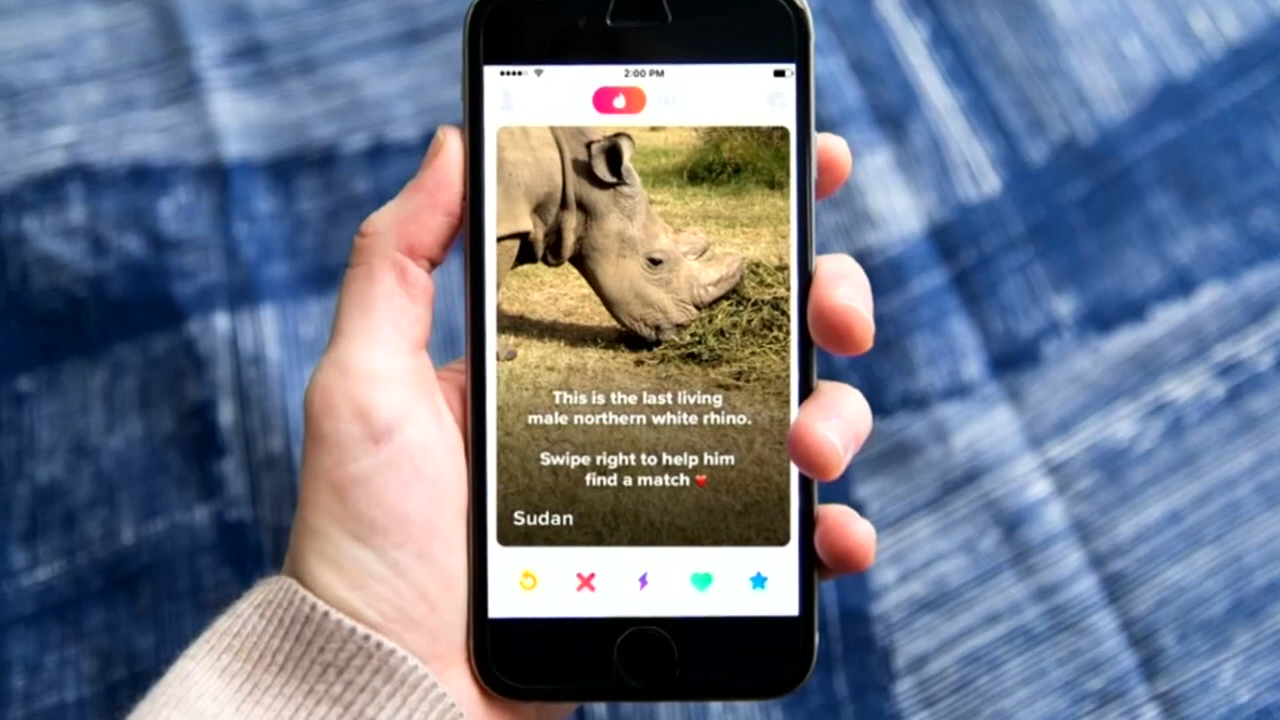 2:00 PM
This is the last living
male northern white rhino.
Swipe right to help him
find a match ❤️
Sudan